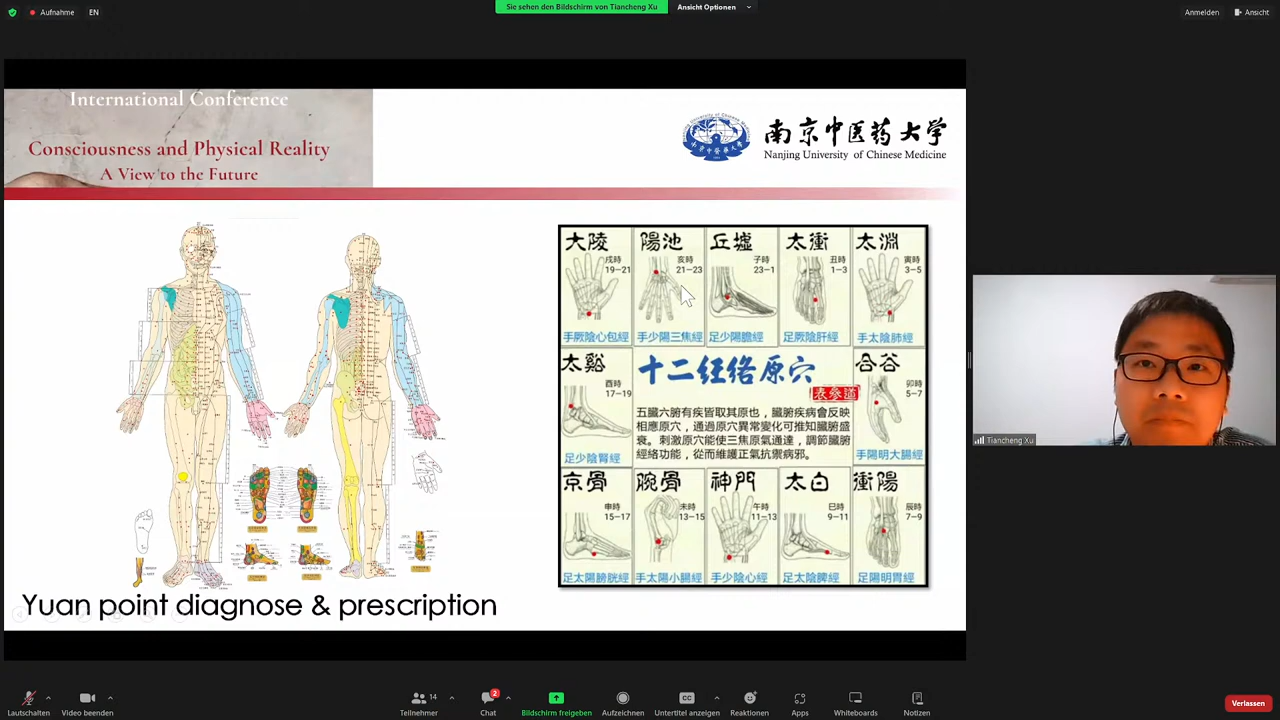 Aufnahme
EN
Sie sehen den Bildschirm von Tiancheng Xu
Ansicht Optionen
Anmelden
Ansicht
International Conference
Consciousness and Physical Reality
A View to the Future
南京中医药大学
Nanjing University of Chinese Medicine
大陵
戌時
19-21
手厥陰心包經
陽池
亥時
21-23
手少陽三焦經
丘墟
子時
23-1
足少陽膽經
太衝
丑時
1-3
足厥陰肝經
太淵
寅時
3-5
手太陰肺經
太谿
酉時
17-19
足少陰腎經
十二经络原穴
表參道
五臟六腑有疾皆取其原也，臟腑疾病會反映
相應原穴，通過原穴異常變化可推知臟腑盛
衰。刺激原穴能使三焦原氣通達，調節臟腑
經絡功能，從而維護正氣抗禦病邪。
合谷
卯時
5-7
手陽明大腸經
京骨
申時
15-17
足太陽膀胱經
腕骨
未時
13-15
手太陽小腸經
神門
午時
11-13
手少陰心經
太白
巳時
9-11
足太陰脾經
衝陽
辰時
7-9
足陽明胃經
Yuan point diagnose & prescription
Tiancheng Xu
Lautschalten
Video beenden
14
Teilnehmer
2
Chat
Bildschirm freigeben
Aufzeichnen
CC
Untertitel anzeigen
Reaktionen
Apps
Whiteboards
Notizen
Verlassen